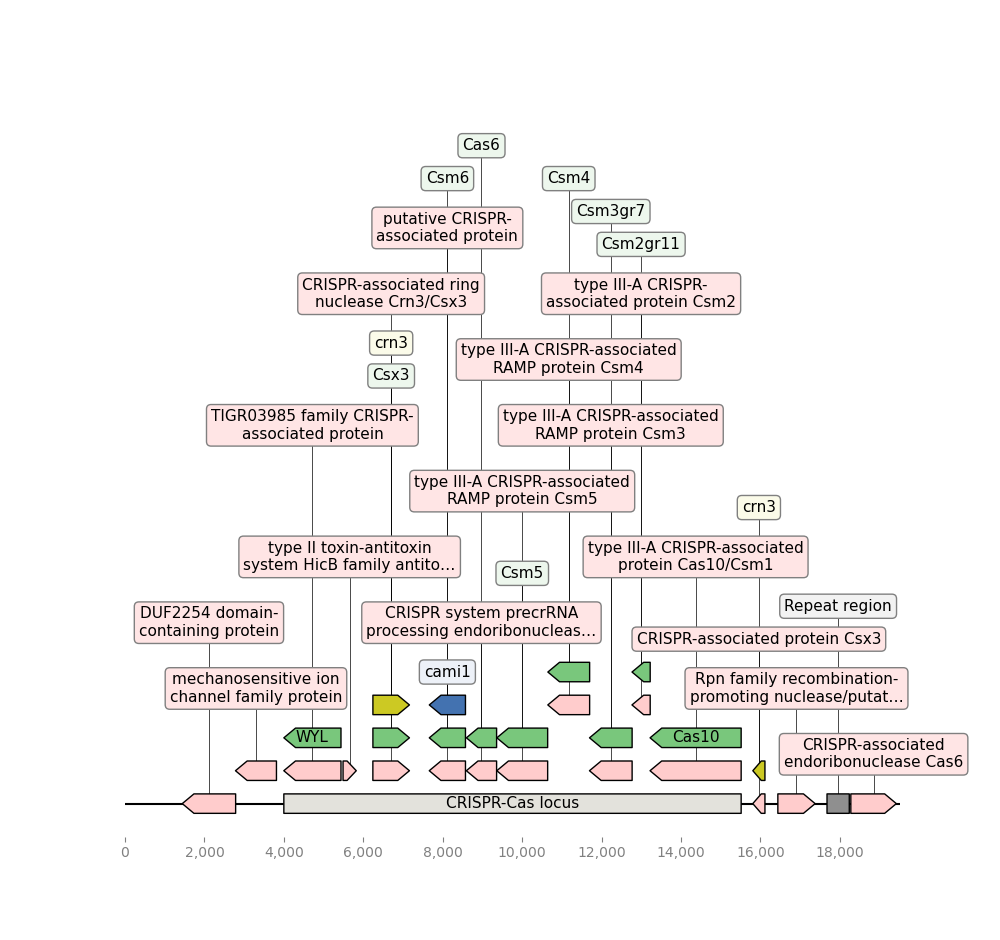 Cas6
Csm6
Csm4
putative CRISPR-
associated protein
Csm3gr7
Csm2gr11
CRISPR-associated ring
nuclease Crn3/Csx3
type III-A CRISPR-
associated protein Csm2
crn3
Csx3
type III-A CRISPR-associated
RAMP protein Csm4
TIGR03985 family CRISPR-
associated protein
type III-A CRISPR-associated
RAMP protein Csm3
type III-A CRISPR-associated
RAMP protein Csm5
crn3
type II toxin-antitoxin
system HicB family antito...
Csm5
type III-A CRISPR-associated
protein Cas10/Csm1
DUF2254 domain-
containing protein
CRISPR system precrRNA
processing endoribonucleas...
Repeat region
CRISPR-associated protein Csx3
mechanosensitive ion
channel family protein
cami1
Rpn family recombination-
promoting nuclease/putat...
WYL
Cas10
CRISPR-associated
endoribonuclease Cas6
CRISPR-Cas locus
0 2,000 4,000 6,000 8,000 10,000 12,000 14,000 16,000 18,000